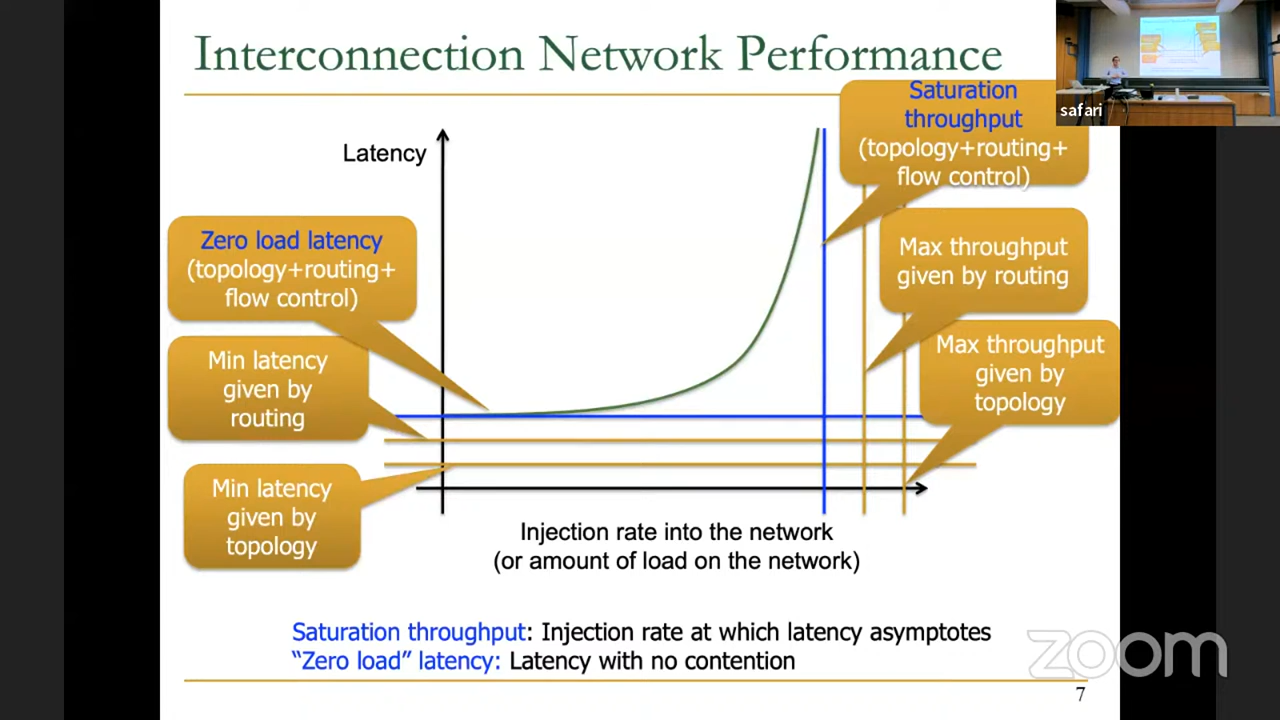 Interconnection Network Performance
safari
Latency
Saturation
throughput
(topology+routing+
flow control)
Zero load latency
(topology+routing+
flow control)
Max throughput
given by routing
Min latency
given by
routing
Max throughput
given by
topology
Min latency
given by
topology
Injection rate into the network
(or amount of load on the network)
Saturation throughput: Injection rate at which latency asymptotes
“Zero load” latency: Latency with no contention
zoom
7